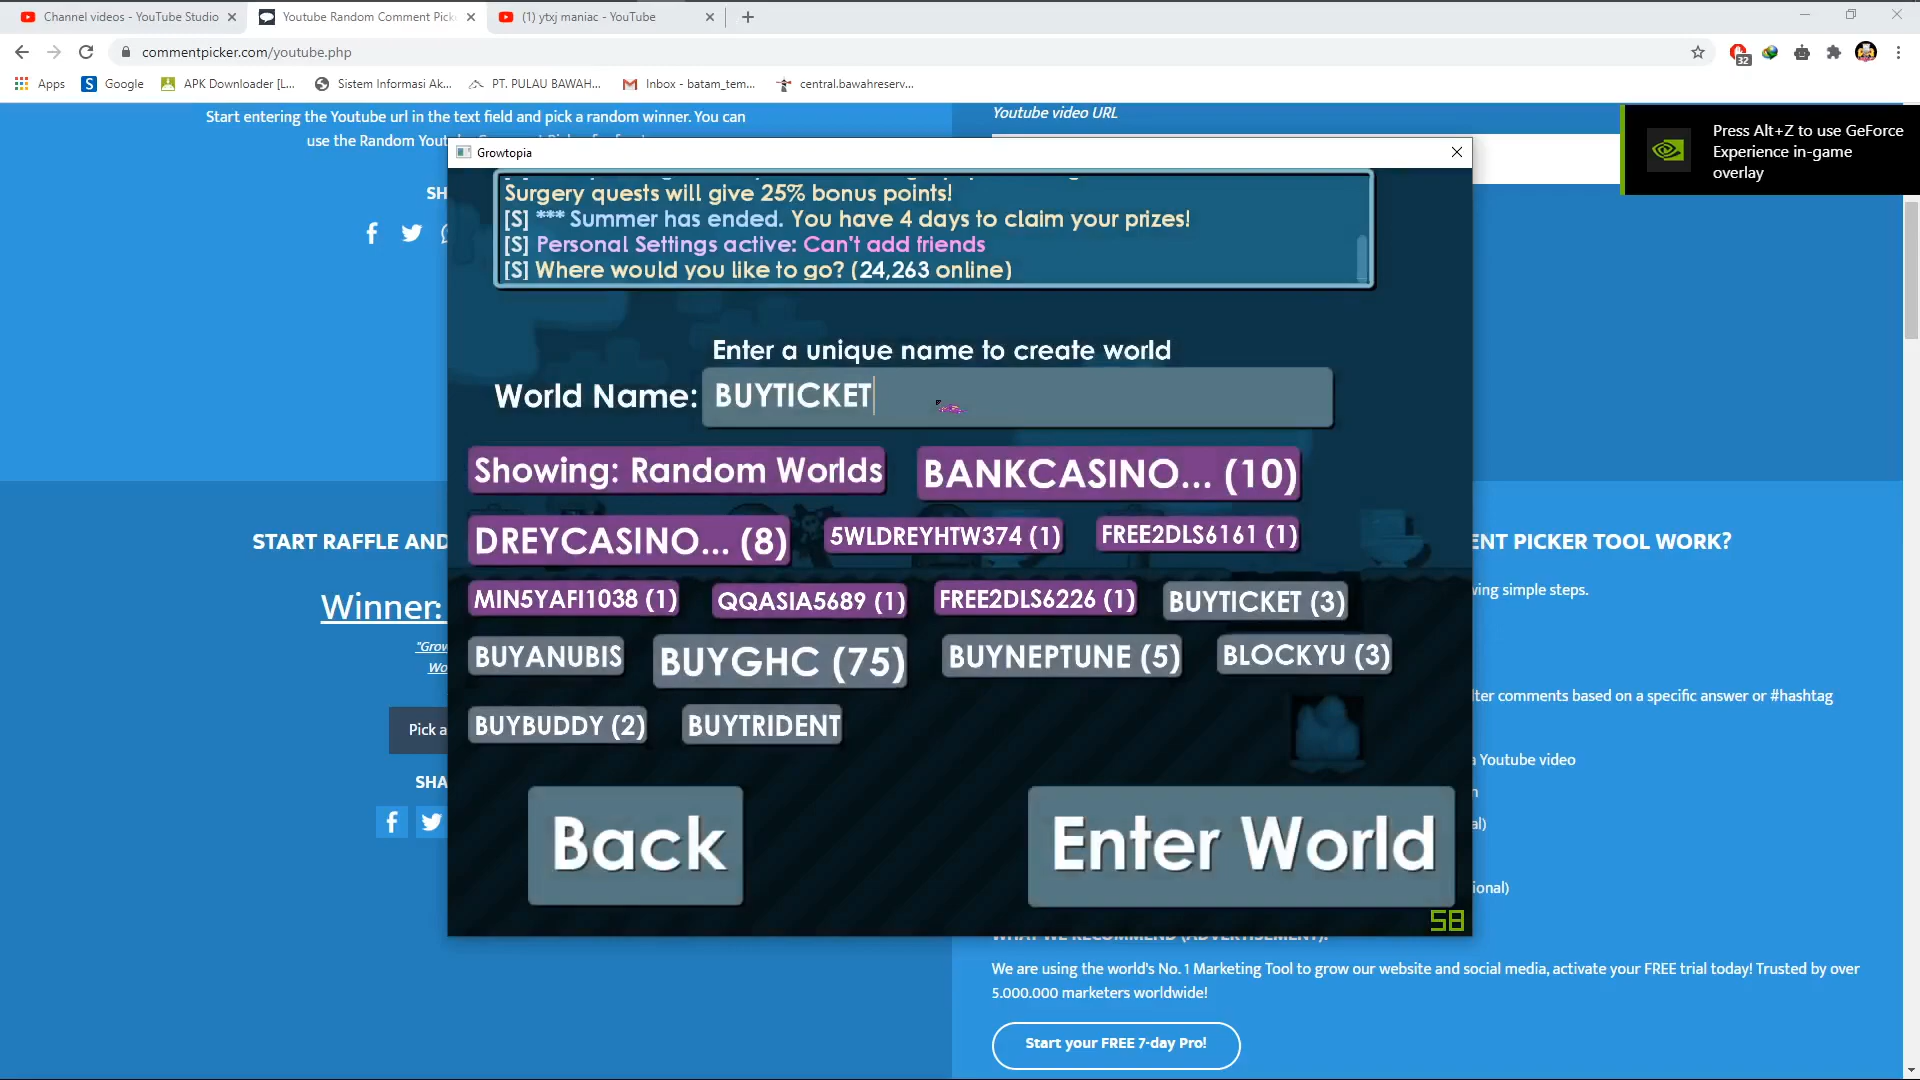 Channel videos - YouTube Studio
Youtube Random Comment Pick
(1) ytxj maniac - YouTube
commentpicker.com/youtube.php
32
Apps
Google
APK Downloader [L...
Sistem Informasi Ak...
PT. PULAU BAWAH...
Inbox - batam_tem...
central.bawahreserv...
Start entering the Youtube url in the text field and pick a random winner. You can
use the Random Yout
Youtube video URL
Press Alt+Z to use GeForce
Experience in-game
overlay
Growtopia
SH
Surgery quests will give 25% bonus points!
[S] *** Summer has ended. You have 4 days to claim your prizes!
[S] Personal Settings active: Can't add friends
[S] Where would you like to go? (24,263 online)
Enter a unique name to create world
World Name: BUYTICKET
Showing: Random Worlds
BANKCASINO... (10)
DREYCASINO... (8)
5WLDREYHTW374 (1)
FREE2DLS6161 (1)
MIN5YAFI1038 (1)
QQASIA5689 (1)
FREE2DLS6226 (1)
BUYTICKET (3)
BUYANUBIS
BUYGHC (75)
BUYNEPTUNE (5)
BLOCKYU (3)
BUYBUDDY (2)
BUYTRIDENT
Back
Enter World
58
START RAFFLE AND
Winner:
"Grow
Wo
Pick a
SHA
ENT PICKER TOOL WORK?
ving simple steps.
lter comments based on a specific answer or #hashtag
a Youtube video
n
al)
ional)
WHAT WE RECOMMEND (ADVERTISEMENT):
We are using the world's No. 1 Marketing Tool to grow our website and social media, activate your FREE trial today! Trusted by over
5.000.000 marketers worldwide!
Start your FREE 7-day Pro!